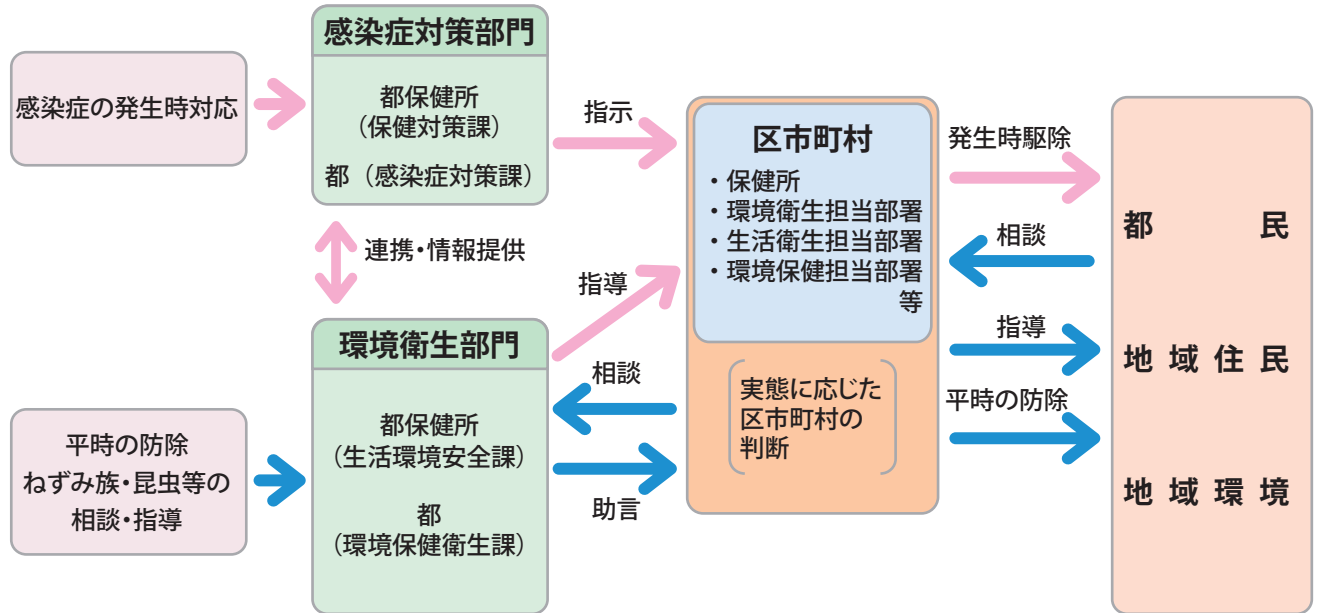 感染症の発生時対応
感染症対策部門
都保健所
（保健対策課）
都（感染症対策課）
連携・情報提供
環境衛生部門
都保健所
（生活環境安全課）
都
（環境保健衛生課）
平時の防除
ねずみ族・昆虫等の
相談・指導
指示
指導
相談
助言
区市町村
・保健所
・環境衛生担当部署
・生活衛生担当部署
・環境保健担当部署
等
実態に応じた
区市町村の
判断
発生時駆除
相談
指導
平時の防除
都民
地域住民
地域環境